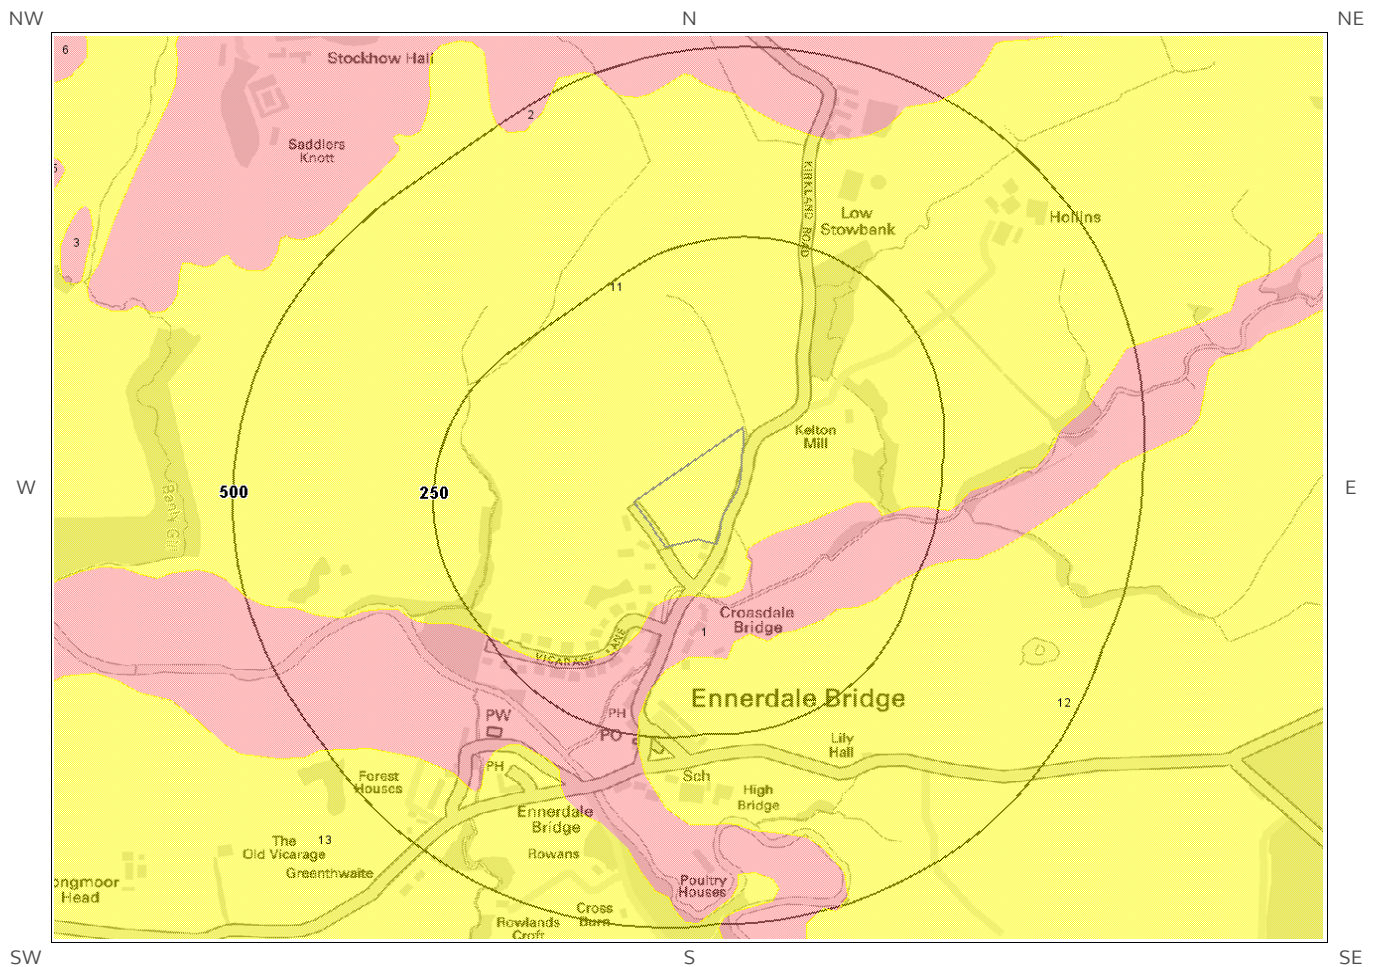 NW
N
NE
6
Stockhow Hall
2
Saddlers
Knott
5
KIRKLAND ROAD
3
Low
Stowbank
Hollins
11
Kelton
Mill
W
500
250
E
Croasdale
Bridge
1
VICARAGE LANE
Ennerdale Bridge
12
PW
PH
PO
Lily
Hall
PH
Sch
Forest
Houses
High
Bridge
Ennerdale
Bridge
The
Old Vicarage
13
Rowans
Greenthwaite
ongmoor
Head
Poultry
Houses
Cross
Burn
Rowlands
Croft
SW
S
SE